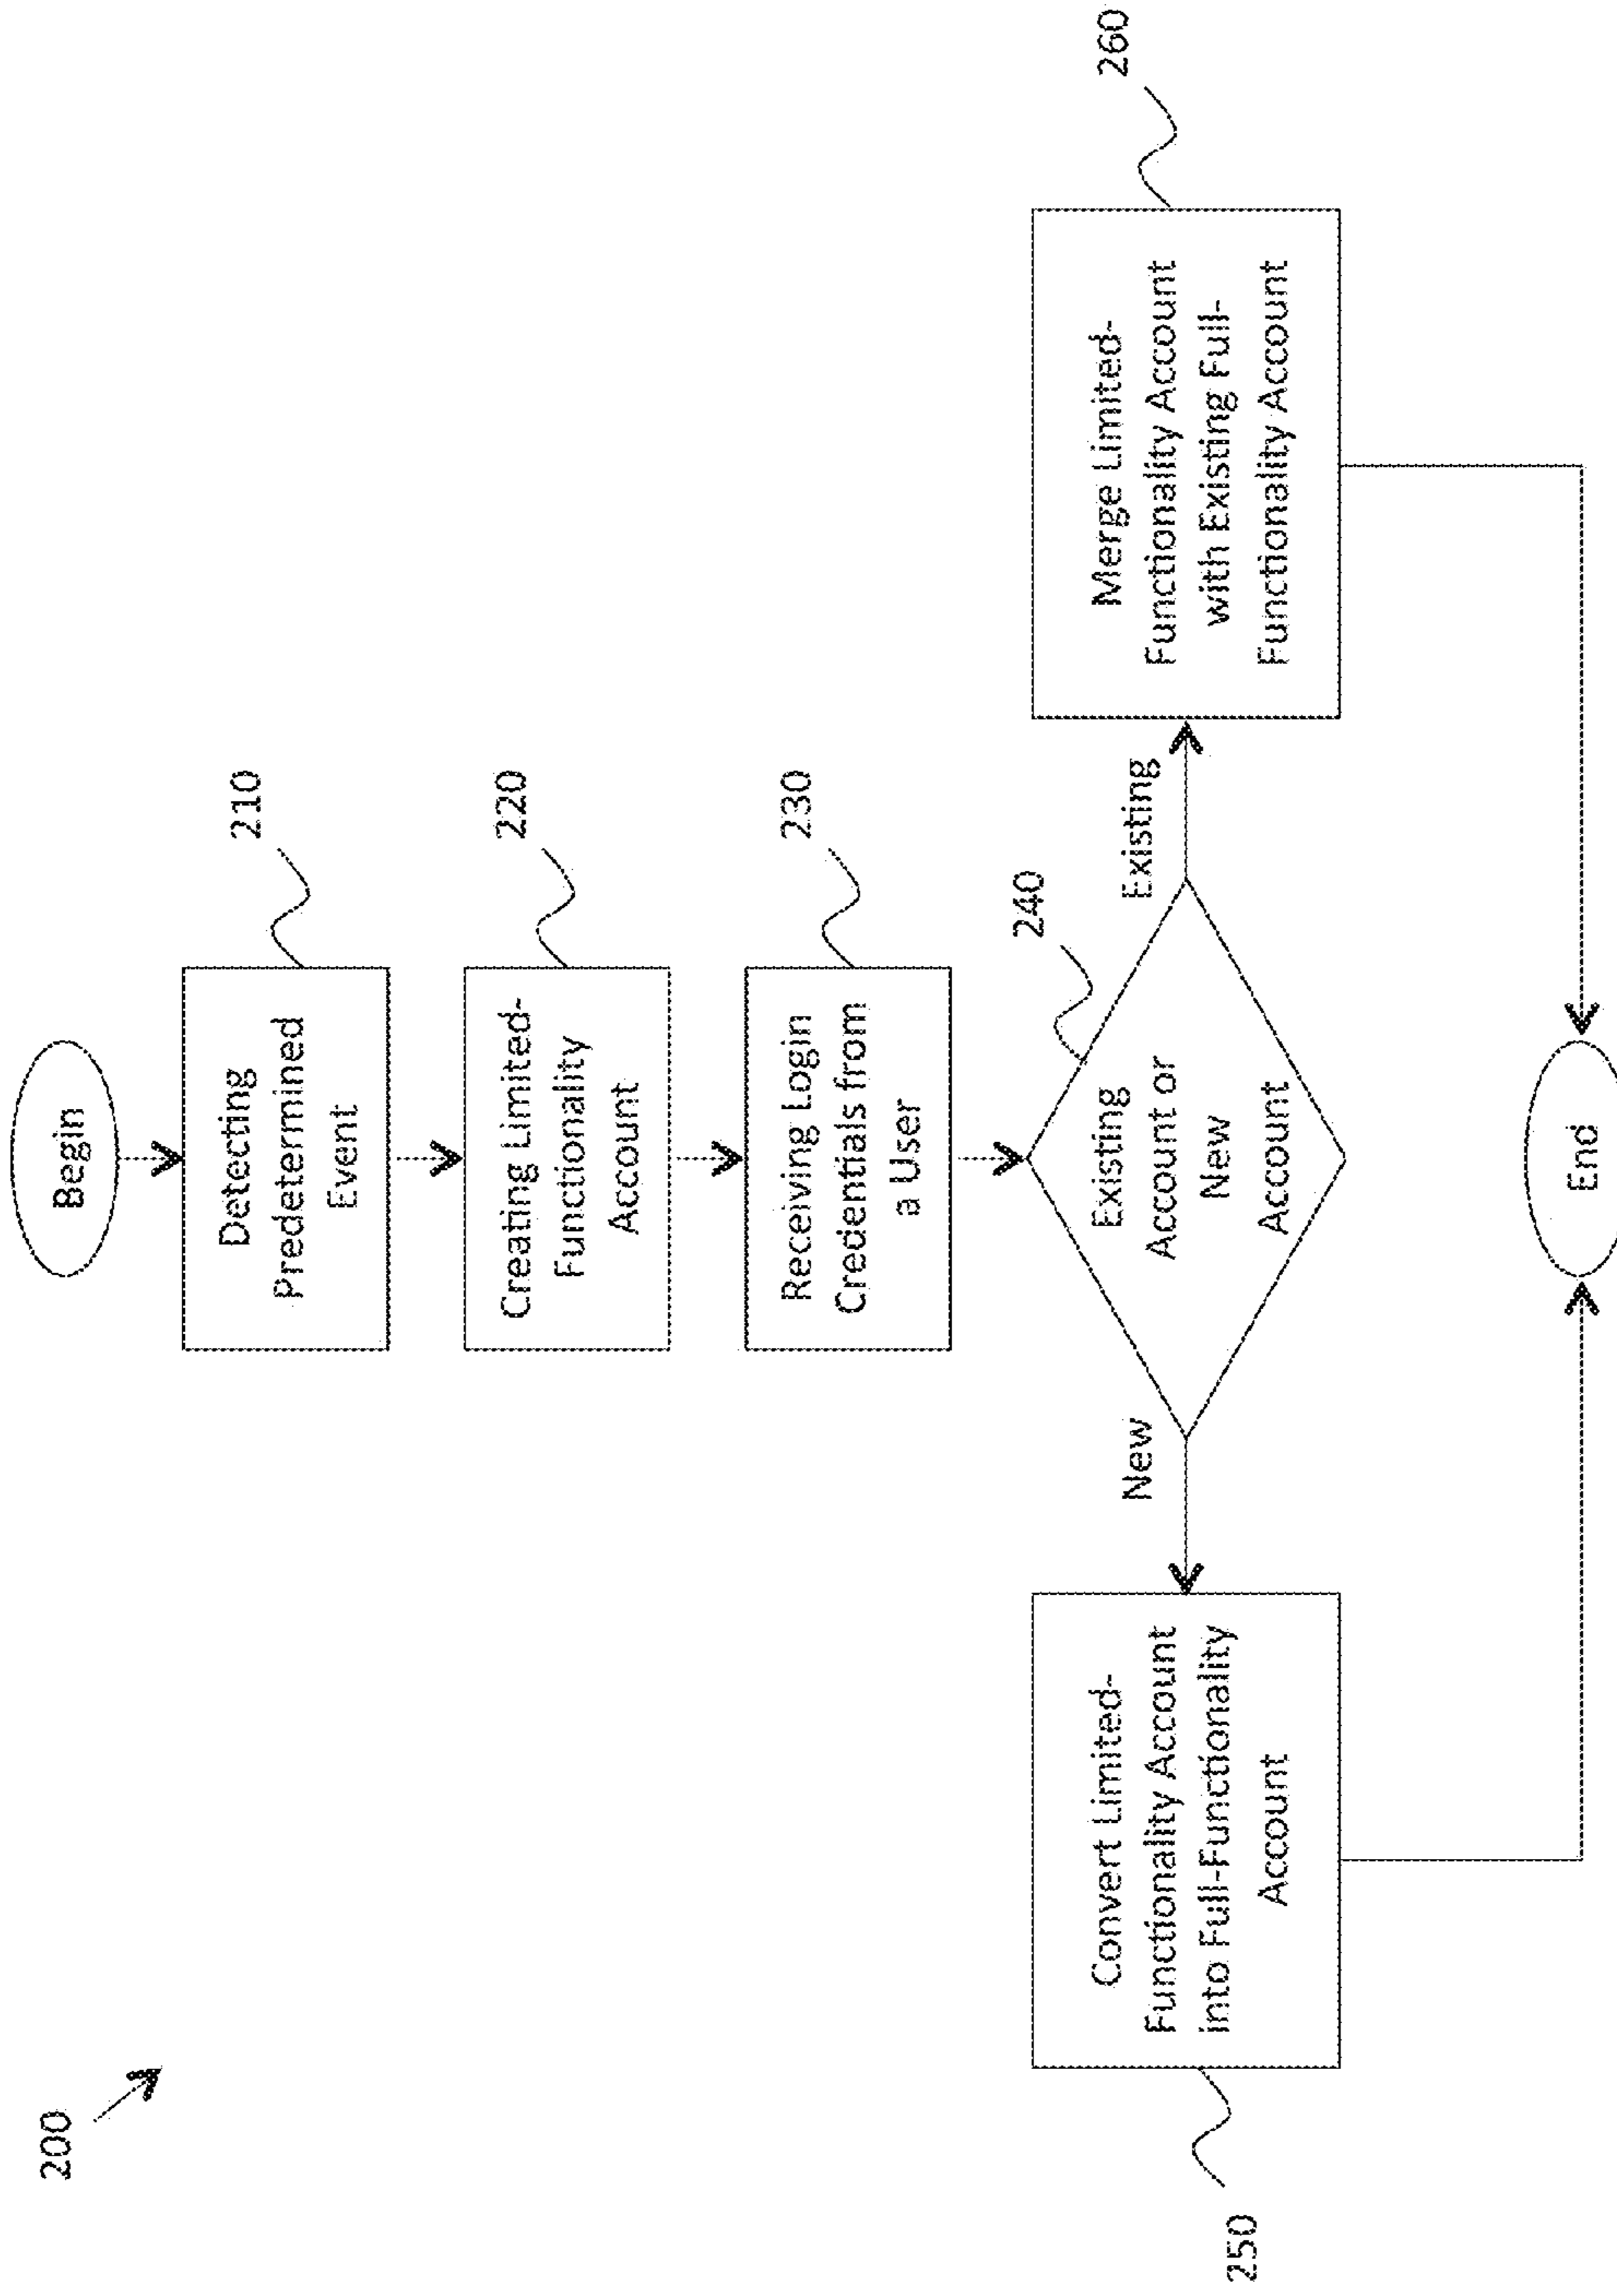 200
Begin
Detecting
Predetermined
Event
210
Creating Limited-
Functionality
Account
220
Receiving Login
Credentials from
a User
230
Existing
Account or
New
Account
240
New
Existing
Convert Limited-
Functionality Account
into Full-Functionality
Account
250
Merge Limited-
Functionality Account
with Existing Full-
Functionality Account
260
End